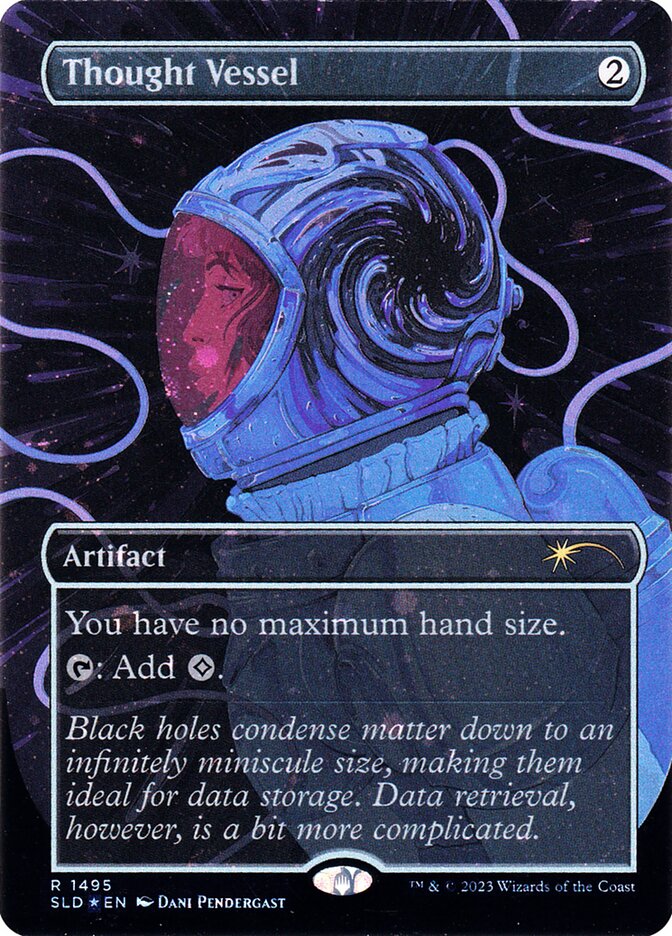 Thought Vessel 2
Artifact
You have no maximum hand size.
: Add .
Black holes condense matter down to an
infinitely miniscule size, making them
ideal for data storage. Data retrieval,
however, is a bit more complicated.
R 1495
SLD ★ EN Dani Pendergast
™ & © 2023 Wizards of the Coast